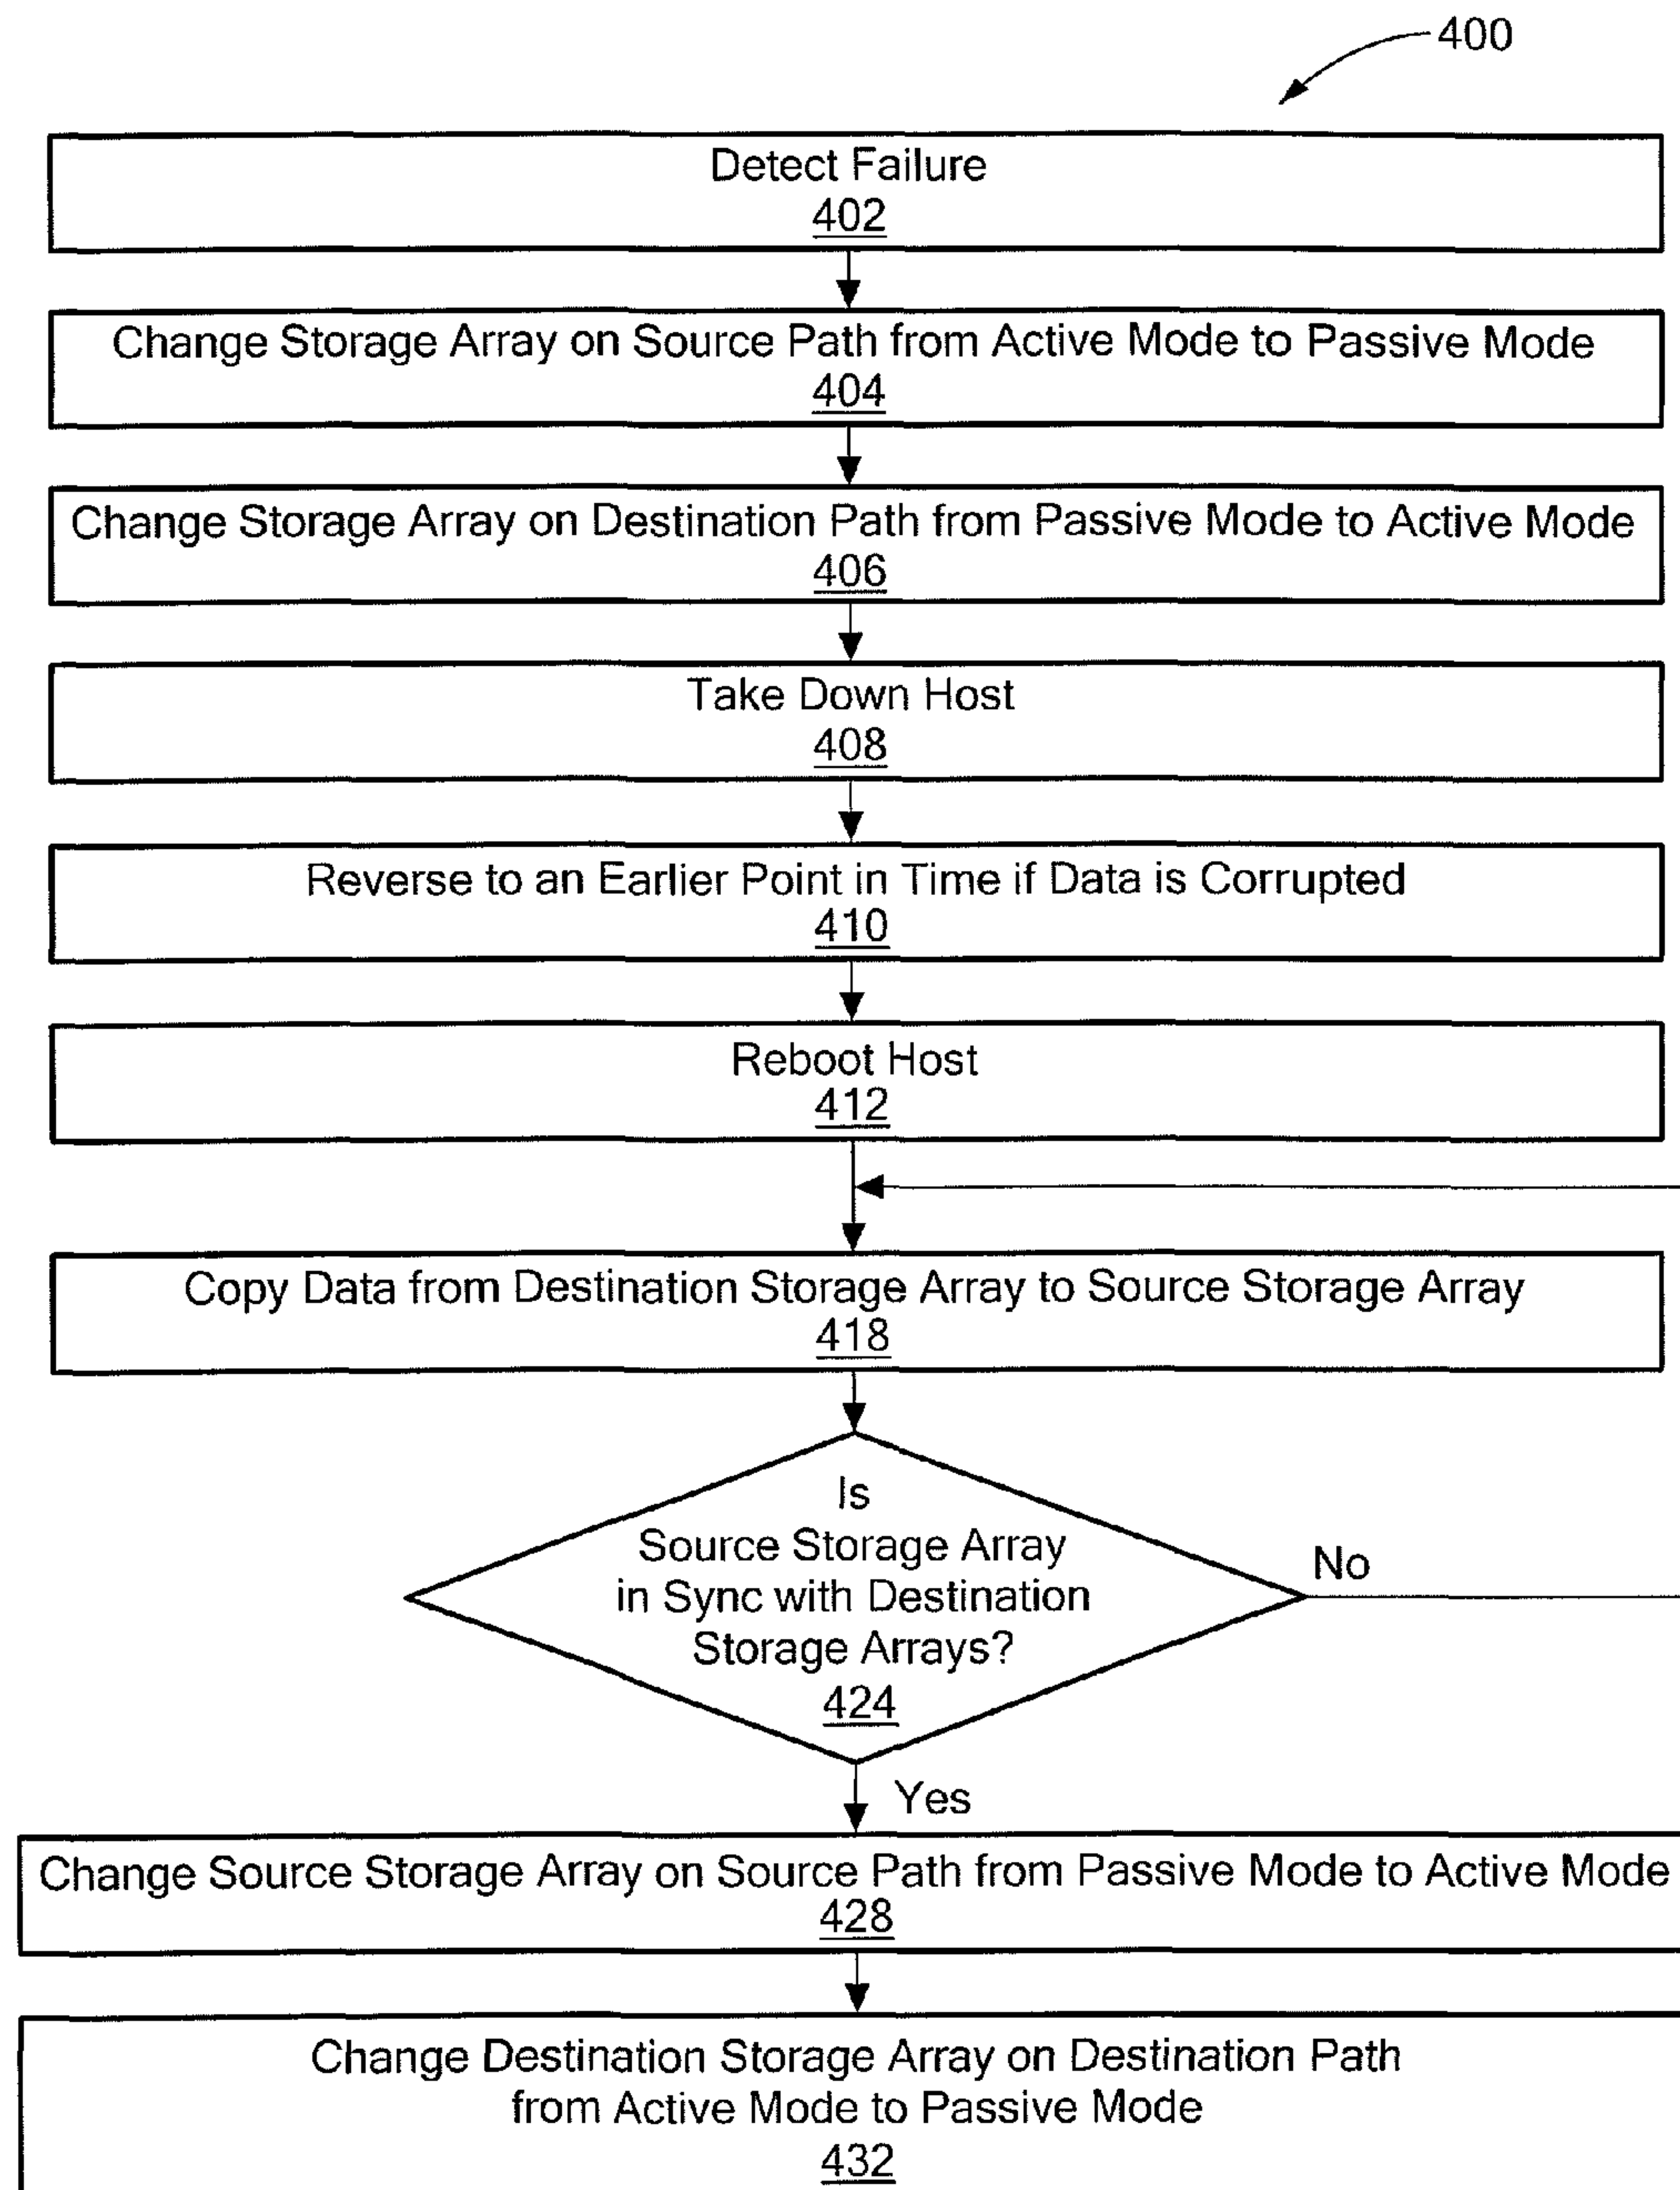 400
Detect Failure
402
Change Storage Array on Source Path from Active Mode to Passive Mode
404
Change Storage Array on Destination Path from Passive Mode to Active Mode
406
Take Down Host
408
Reverse to an Earlier Point in Time if Data is Corrupted
410
Reboot Host
412
Copy Data from Destination Storage Array to Source Storage Array
418
Is
Source Storage Array
in Sync with Destination
Storage Arrays?
424
No
Yes
Change Source Storage Array on Source Path from Passive Mode to Active Mode
428
Change Destination Storage Array on Destination Path
from Active Mode to Passive Mode
432